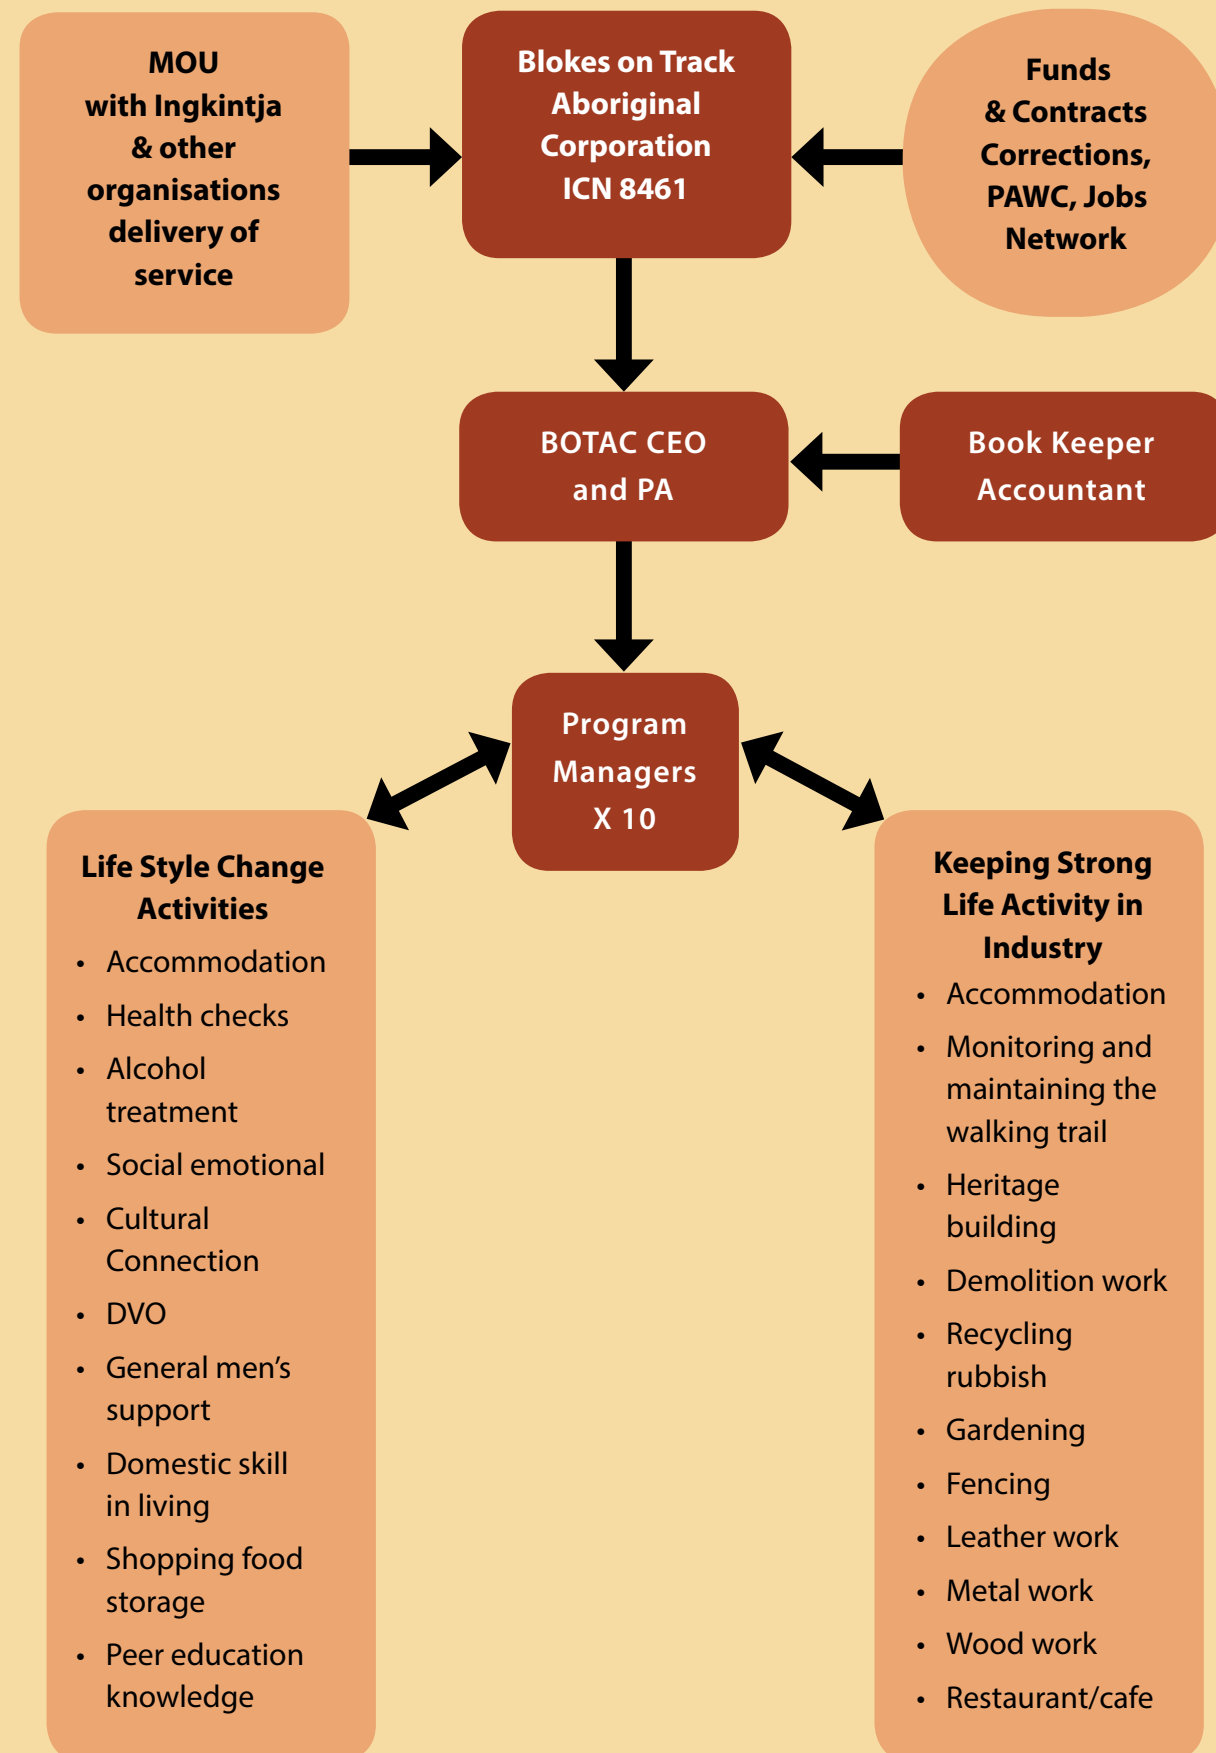 MOU
with Ingkintja
& other
organisations
delivery of
service
Blokes on Track
Aboriginal
Corporation
ICN 8461
Funds
& Contracts
Corrections,
PAWC, Jobs
Network
BOTAC CEO
and PA
Book Keeper
Accountant
Program
Managers
X 10
Life Style Change
Activities
• Accommodation
• Health checks
• Alcohol
treatment
• Social emotional
• Cultural
Connection
• DVO
• General men's
support
• Domestic skill
in living
• Shopping food
storage
• Peer education
knowledge
Keeping Strong
Life Activity in
Industry
• Accommodation
• Monitoring and
maintaining the
walking trail
• Heritage
building
• Demolition work
• Recycling
rubbish
• Gardening
• Fencing
• Leather work
• Metal work
• Wood work
• Restaurant/cafe